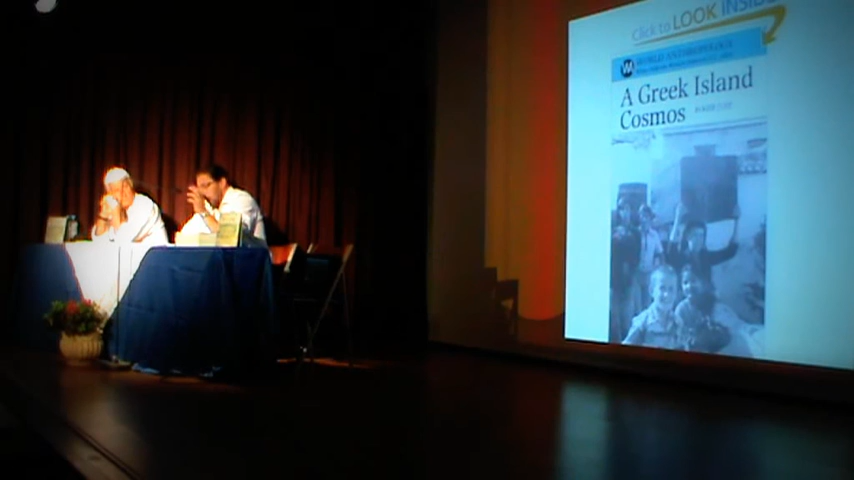 Click to LOOK INSIDE
WORLD ANTHROPOLOGY
A Greek Island
Cosmos